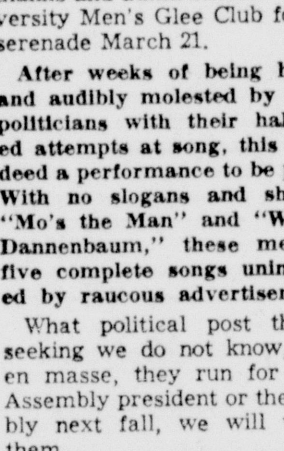 versity Men's Glee Club f
serenade March 21.
After weeks of being h
and audibly molested by
politicians with their hal
ed attempts at song, this
deed a performance to be
With no slogans and sh
"Mo's the Man" and "W
Dannenbaum," these me
five complete songs unin
ed by raucous advertise
What political post th
seeking we do not know
en masse, they run for
Assembly president or the
bly next fall, we will
them